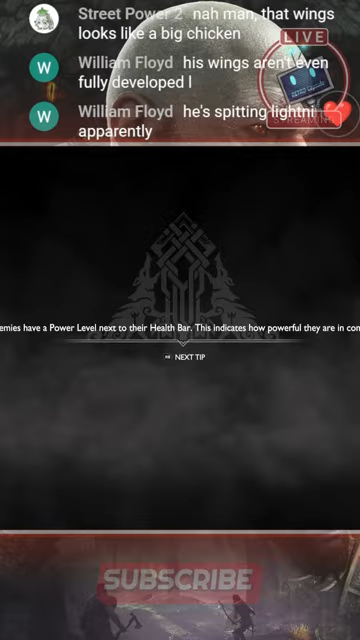 Street Power 2 nah man, that wings
looks like a big chicken
LIVE
W William Floyd his wings aren't even
fully developed l
W William Floyd he's spitting lightni
apparently
STREAMING
emies have a Power Level next to their Health Bar. This indicates how powerful they are in con
NEXT TIP
SUBSCRIBE